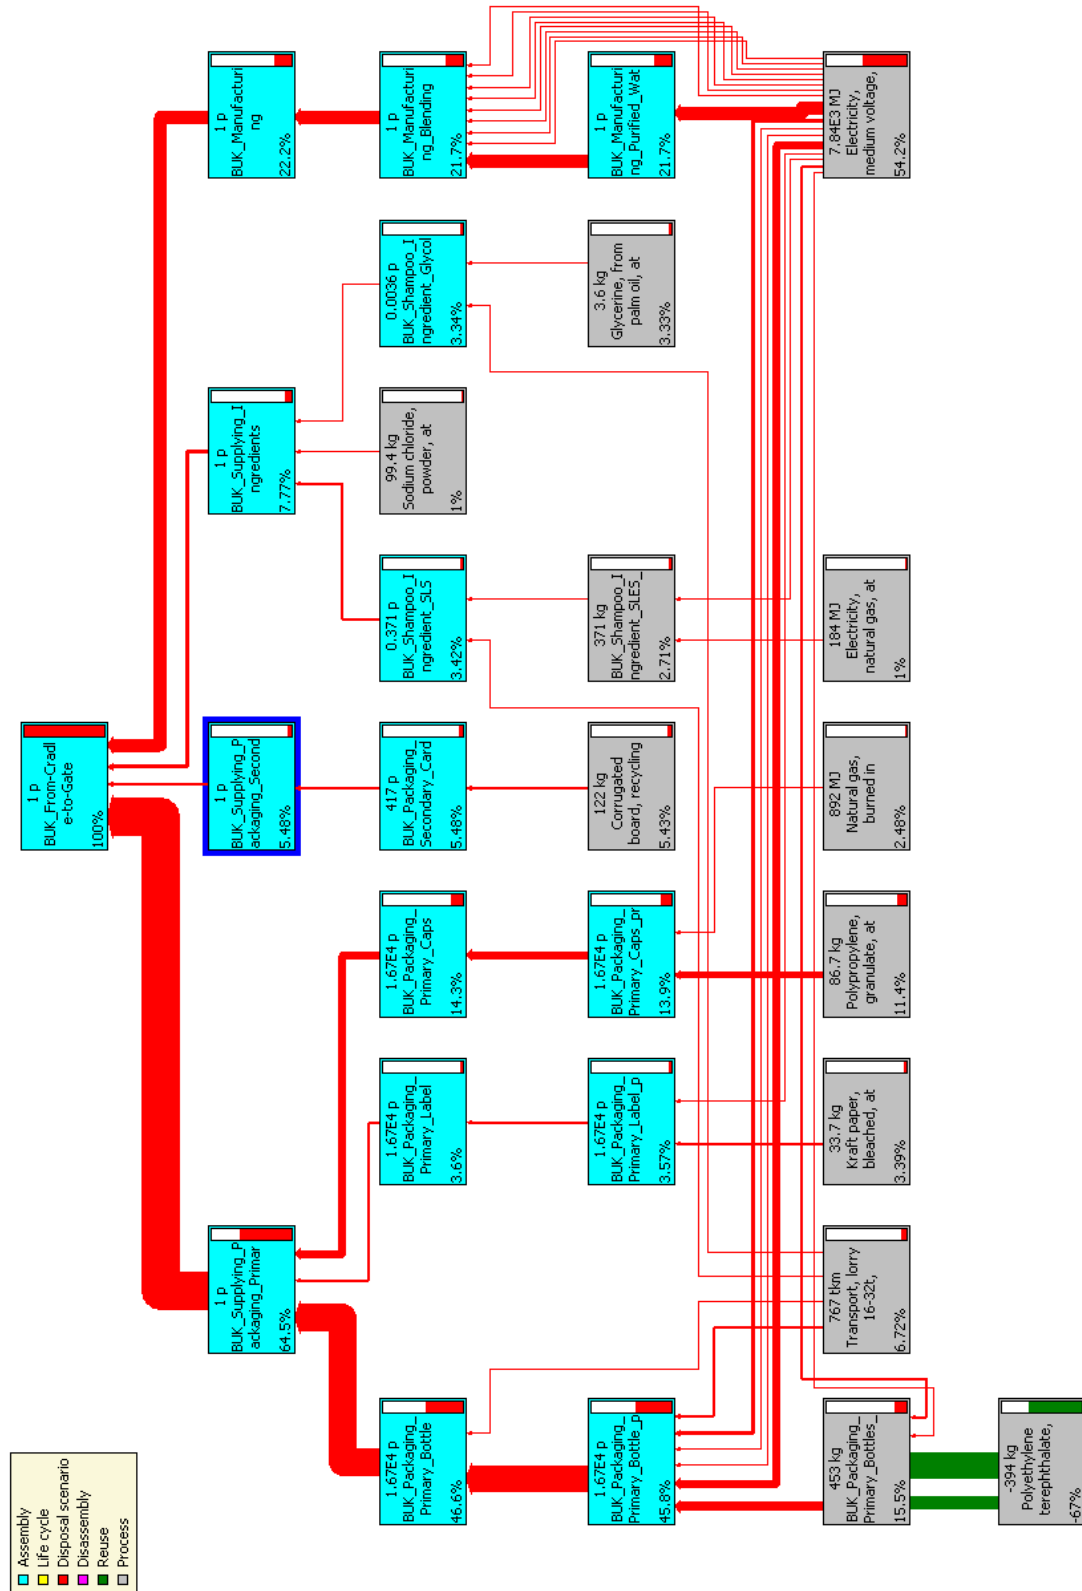 Assembly
Life cycle
Disposal scenario
Disassembly
Reuse
Process
1 p
BUK_From-Cradl
e-to-Gate
100%
1 p
BUK_Supplying_P
ackaging_Primar
64.5%
1 p
BUK_Supplying_P
ackaging_Second
5.48%
1 p
BUK_Supplying_I
ngredients
7.77%
1 p
BUK_Manufacturi
ng
22.2%
1.67E4 p
BUK_Packaging_
Primary_Bottle
46.6%
1.67E4 p
BUK_Packaging_
Primary_Label
3.6%
1.67E4 p
BUK_Packaging_
Primary_Caps
14.3%
417 p
BUK_Packaging_
Secondary_Card
5.48%
0.371 p
BUK_Shampoo_I
ngredient_SLS
3.42%
99.4 kg
Sodium chloride,
powder, at
1%
0.0036 p
BUK_Shampoo_I
ngredient_Glycol
3.34%
1 p
BUK_Manufacturi
ng_Blending
21.7%
1.67E4 p
BUK_Packaging_
Primary_Bottle_p
45.8%
1.67E4 p
BUK_Packaging_
Primary_Label_p
3.57%
1.67E4 p
BUK_Packaging_
Primary_Caps_pr
13.9%
122 kg
Corrugated
board, recycling
5.43%
371 kg
BUK_Shampoo_I
ngredient_SLES_
2.71%
3.6 kg
Glycerine, from
palm oil, at
3.33%
1 p
BUK_Manufacturi
ng_Purified_Wat
21.7%
453 kg
BUK_Packaging_
Primary_Bottles_
15.5%
767 tkm
Transport, lorry
16-32t,
6.72%
33.7 kg
Kraft paper,
bleached, at
3.39%
86.7 kg
Polypropylene,
granulate, at
11.4%
892 MJ
Natural gas,
burned in
2.48%
184 MJ
Electricity,
natural gas, at
1%
7.84E3 MJ
Electricity,
medium voltage,
54.2%
-394 kg
Polyethylene
terephthalate,
-67%